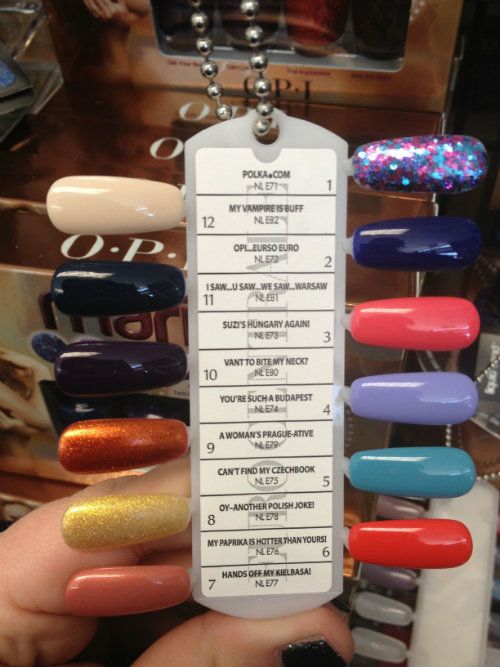 O·P·I
POLKA.COM
NL E71
1
MY VAMPIRE IS BUFF
NL E82
12
OPI...EURSO EURO
NL E72
2
I SAW...U SAW...WE SAW...WARSAW
NL E81
11
SUZI'S HUNGARY AGAIN!
NL E73
3
VANT TO BITE MY NECK?
NL E80
10
YOU'RE SUCH A BUDAPEST
NL E74
4
A WOMAN'S PRAGUE-ATIVE
NL E79
9
CAN'T FIND MY CZECHBOOK
NL E75
5
OY-ANOTHER POLISH JOKE!
NL E78
8
MY PAPRIKA IS HOTTER THAN YOURS!
NL E76
6
HANDS OFF MY KIELBASA!
NL E77
7
EURO CENTRALE
O·P·I